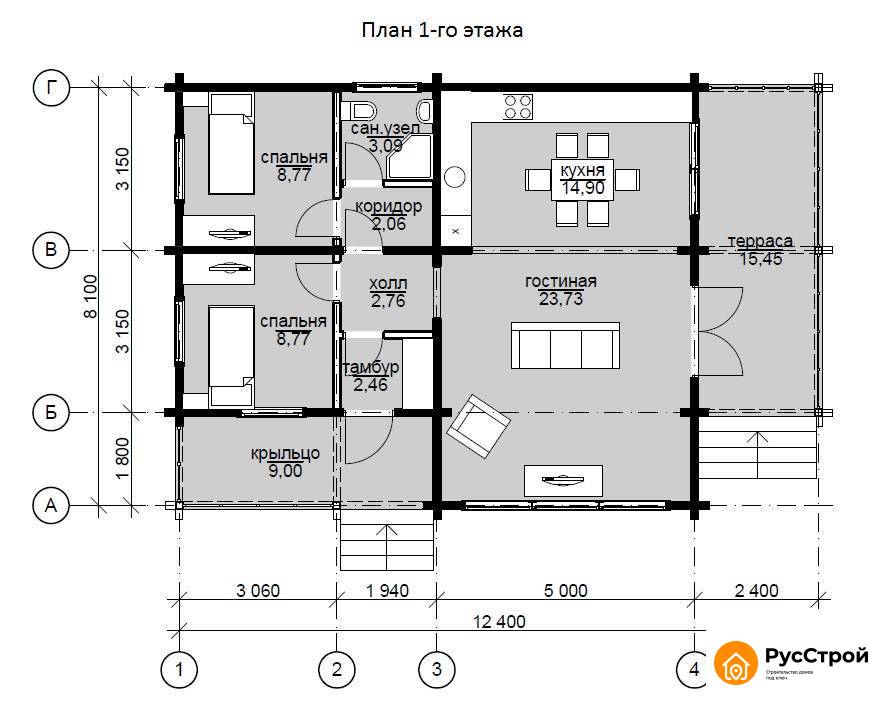 План 1-го этажа
Г
В
Б
А
3 150
3 150
1 800
8 100
спальня
8,77
сан.узел
3,09
коридор
2,06
кухня
14,90
x
терраса
15,45
спальня
8,77
холл
2,76
гостиная
23,73
тамбур
2,46
крыльцо
9,00
3 060
1 940
5 000
2 400
12 400
1
2
3
4
РусСтрой
Строительство домов
под ключ